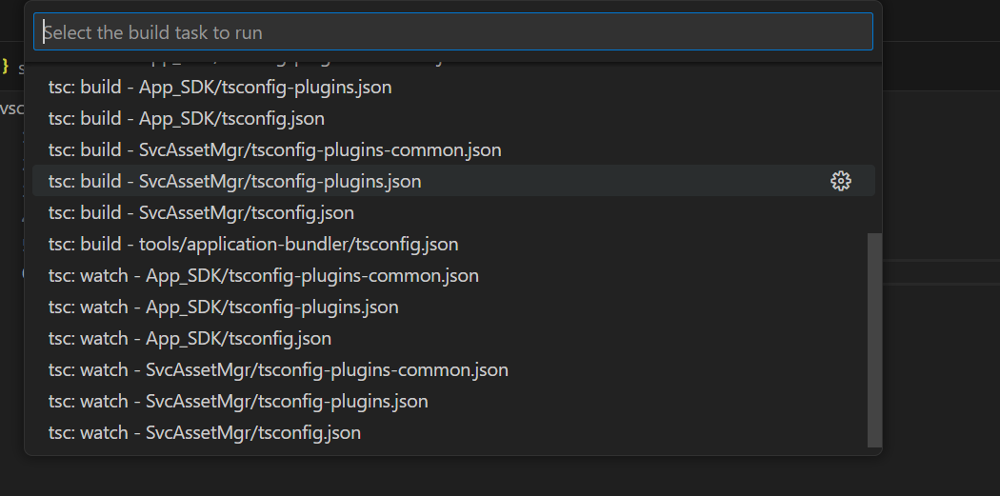 Select the build task to run
tsc: build - App_SDK/tsconfig-plugins.json
tsc: build - App_SDK/tsconfig.json
tsc: build - SvcAssetMgr/tsconfig-plugins-common.json
tsc: build - SvcAssetMgr/tsconfig-plugins.json
tsc: build - SvcAssetMgr/tsconfig.json
tsc: build - tools/application-bundler/tsconfig.json
tsc: watch - App_SDK/tsconfig-plugins-common.json
tsc: watch - App_SDK/tsconfig-plugins.json
tsc: watch - App_SDK/tsconfig.json
tsc: watch - SvcAssetMgr/tsconfig-plugins-common.json
tsc: watch - SvcAssetMgr/tsconfig-plugins.json
tsc: watch - SvcAssetMgr/tsconfig.json
} s
vsc